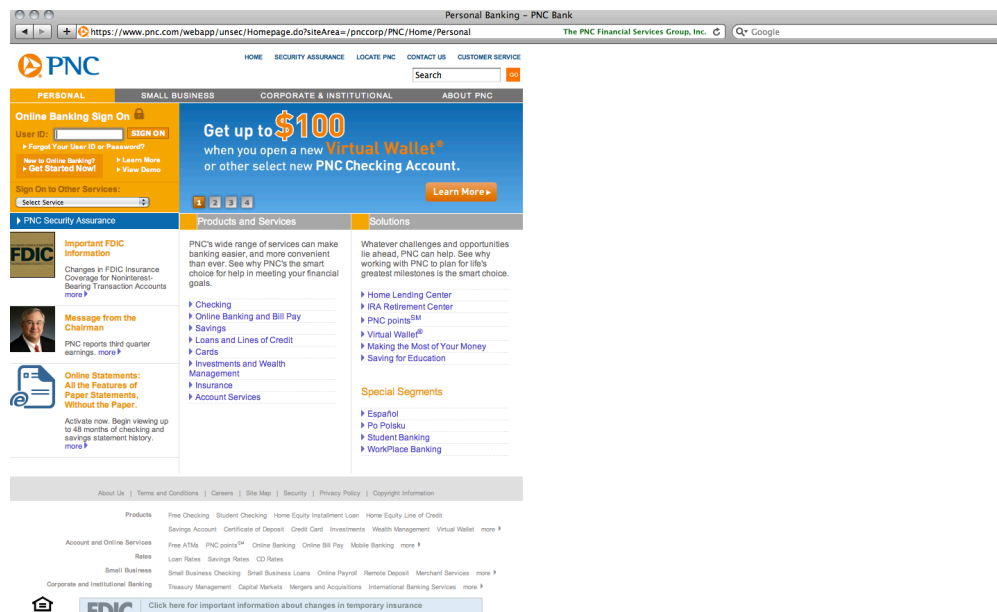 Personal Banking – PNC Bank
https://www.pnc.com/webapp/unsec/Homepage.do?siteArea=/pnccorp/PNC/Home/Personal
The PNC Financial Services Group, Inc.
Google
PNC
HOME SECURITY ASSURANCE LOCATE PNC CONTACT US CUSTOMER SERVICE
Search GO
PERSONAL SMALL BUSINESS CORPORATE & INSTITUTIONAL ABOUT PNC
Online Banking Sign On
User ID: SIGN ON
Forgot Your User ID or Password?
New to Online Banking?
Get Started Now!
Learn More
View Demo
Sign On to Other Services:
Select Service
Get up to $100
when you open a new Virtual Wallet®
or other select new PNC Checking Account.
Learn More
1 2 3 4
PNC Security Assurance
Important FDIC
Information
FDIC
Changes in FDIC Insurance
Coverage for Noninterest-
Bearing Transaction Accounts
more
Message from the
Chairman
PNC reports third quarter
earnings. more
Online Statements:
All the Features of
Paper Statements,
Without the Paper.
e
Activate now. Begin viewing up
to 48 months of checking and
savings statement history.
more
Products and Services
PNC's wide range of services can make
banking easier, and more convenient
than ever. See why PNC's the smart
choice for help in meeting your financial
goals.
Checking
Online Banking and Bill Pay
Savings
Loans and Lines of Credit
Cards
Investments and Wealth
Management
Insurance
Account Services
Solutions
Whatever challenges and opportunities
lie ahead, PNC can help. See why
working with PNC to plan for life's
greatest milestones is the smart choice.
Home Lending Center
IRA Retirement Center
PNC points℠
Virtual Wallet®
Making the Most of Your Money
Saving for Education
Special Segments
Español
Po Polsku
Student Banking
WorkPlace Banking
About Us | Terms and Conditions | Careers | Site Map | Security | Privacy Policy | Copyright Information
Products Free Checking Student Checking Home Equity Installment Loan Home Equity Line of Credit
Savings Account Certificate of Deposit Credit Card Investments Wealth Management Virtual Wallet more
Account and Online Services Free ATMs PNC points℠ Online Banking Online Bill Pay Mobile Banking more
Rates Loan Rates Savings Rates CD Rates
Small Business Small Business Checking Small Business Loans Online Payroll Remote Deposit Merchant Services more
Corporate and Institutional Banking Treasury Management Capital Markets Mergers and Acquisitions International Banking Services more
FDIC Click here for important information about changes in temporary insurance